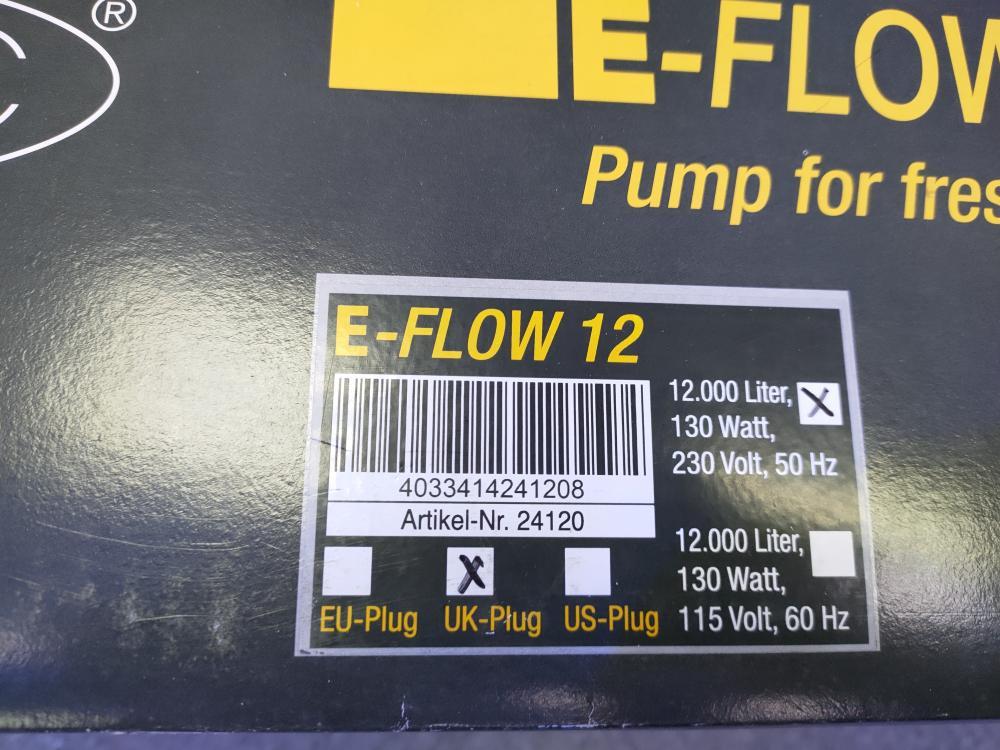 ®
E-FLOW
Pump for fres
E-FLOW 12
4033414241208
Artikel-Nr. 24120
EU-Plug UK-Plug US-Plug
12.000 Liter,
130 Watt,
230 Volt, 50 Hz
12.000 Liter,
130 Watt,
115 Volt, 60 Hz